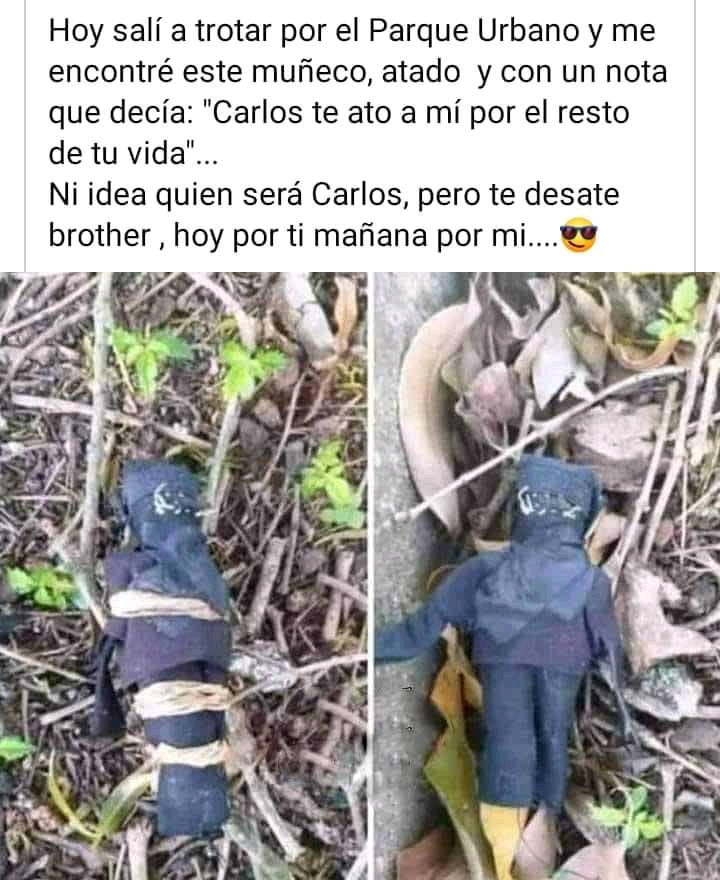 Hoy salí a trotar por el Parque Urbano y me
encontré este muñeco, atado y con un nota
que decía: "Carlos te ato a mí por el resto
de tu vida"...
Ni idea quien será Carlos, pero te desate
brother , hoy por ti mañana por mi....😎